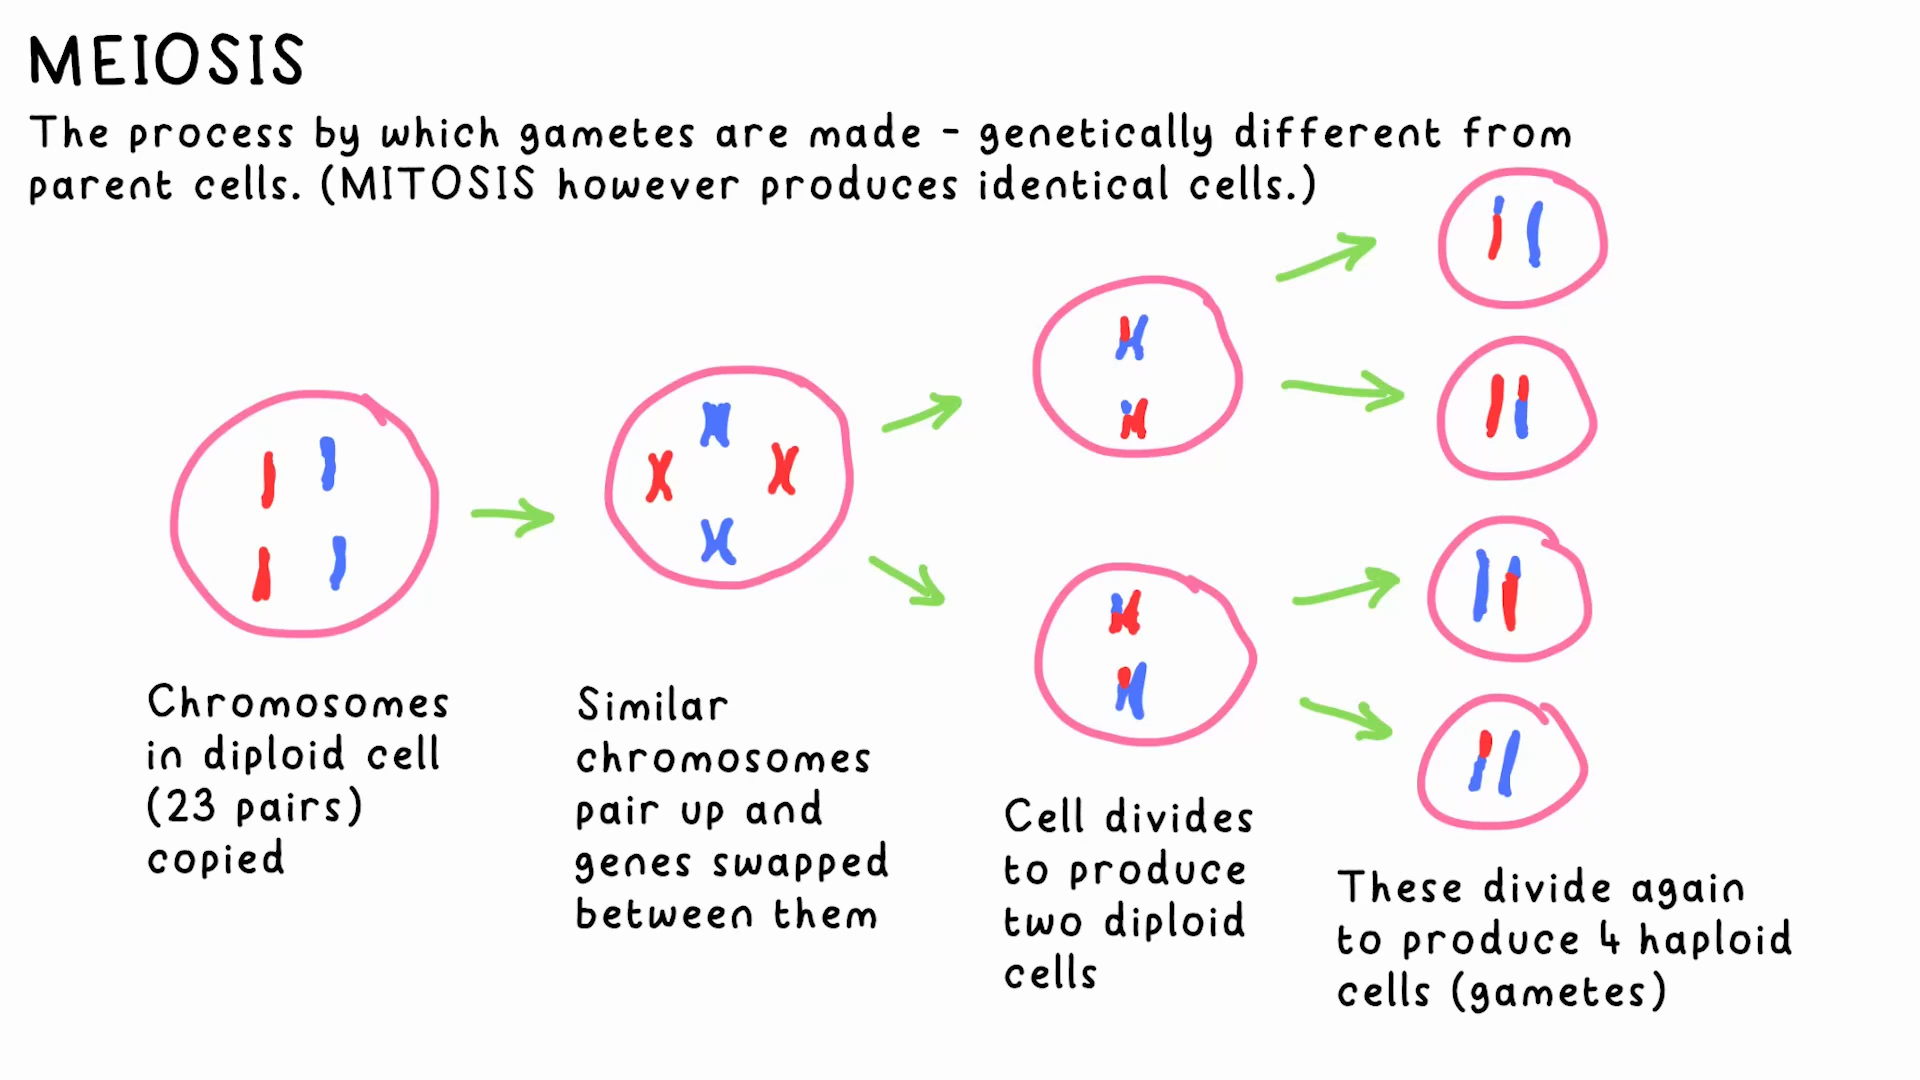 MEIOSIS
The process by which gametes are made - genetically different from
parent cells. (MITOSIS however produces identical cells.)
Chromosomes
in diploid cell
(23 pairs)
copied
Similar
chromosomes
pair up and
genes swapped
between them
Cell divides
to produce
two diploid
cells
These divide again
to produce 4 haploid
cells (gametes)